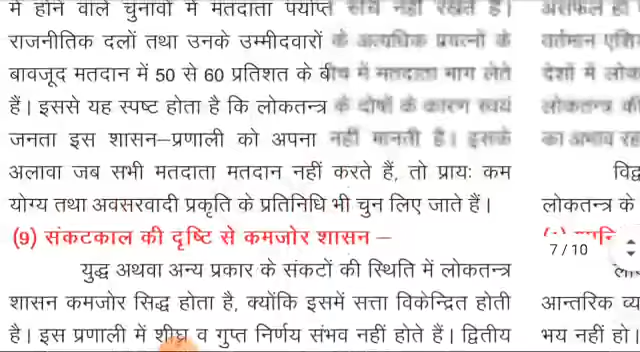 में होने वाले चुनावों में मतदाता पर्याप्त रुचि नहीं रखते हैं।
राजनीतिक दलों तथा उनके उम्मीदवारों के अत्यधिक प्रयत्नों के
बावजूद मतदान में 50 से 60 प्रतिशत के बीच में मतदाता भाग लेते
हैं। इससे यह स्पष्ट होता है कि लोकतन्त्र के दोषों के कारण स्वयं
जनता इस शासन–प्रणाली को अपना नहीं मानती है। इसके
अलावा जब सभी मतदाता मतदान नहीं करते हैं, तो प्रायः कम
योग्य तथा अवसरवादी प्रकृति के प्रतिनिधि भी चुन लिए जाते हैं।
(9) संकटकाल की दृष्टि से कमजोर शासन –
युद्ध अथवा अन्य प्रकार के संकटों की स्थिति में लोकतन्त्र
शासन कमजोर सिद्ध होता है, क्योंकि इसमें सत्ता विकेन्द्रित होती
है। इस प्रणाली में शीघ्र व गुप्त निर्णय संभव नहीं होते हैं। द्वितीय
असफल हो
वर्तमान
देशों में
लोकतन्त्र की
का अभाव
लोकतन्त्र के
7 / 10
आन्तरिक
भय नहीं हो।